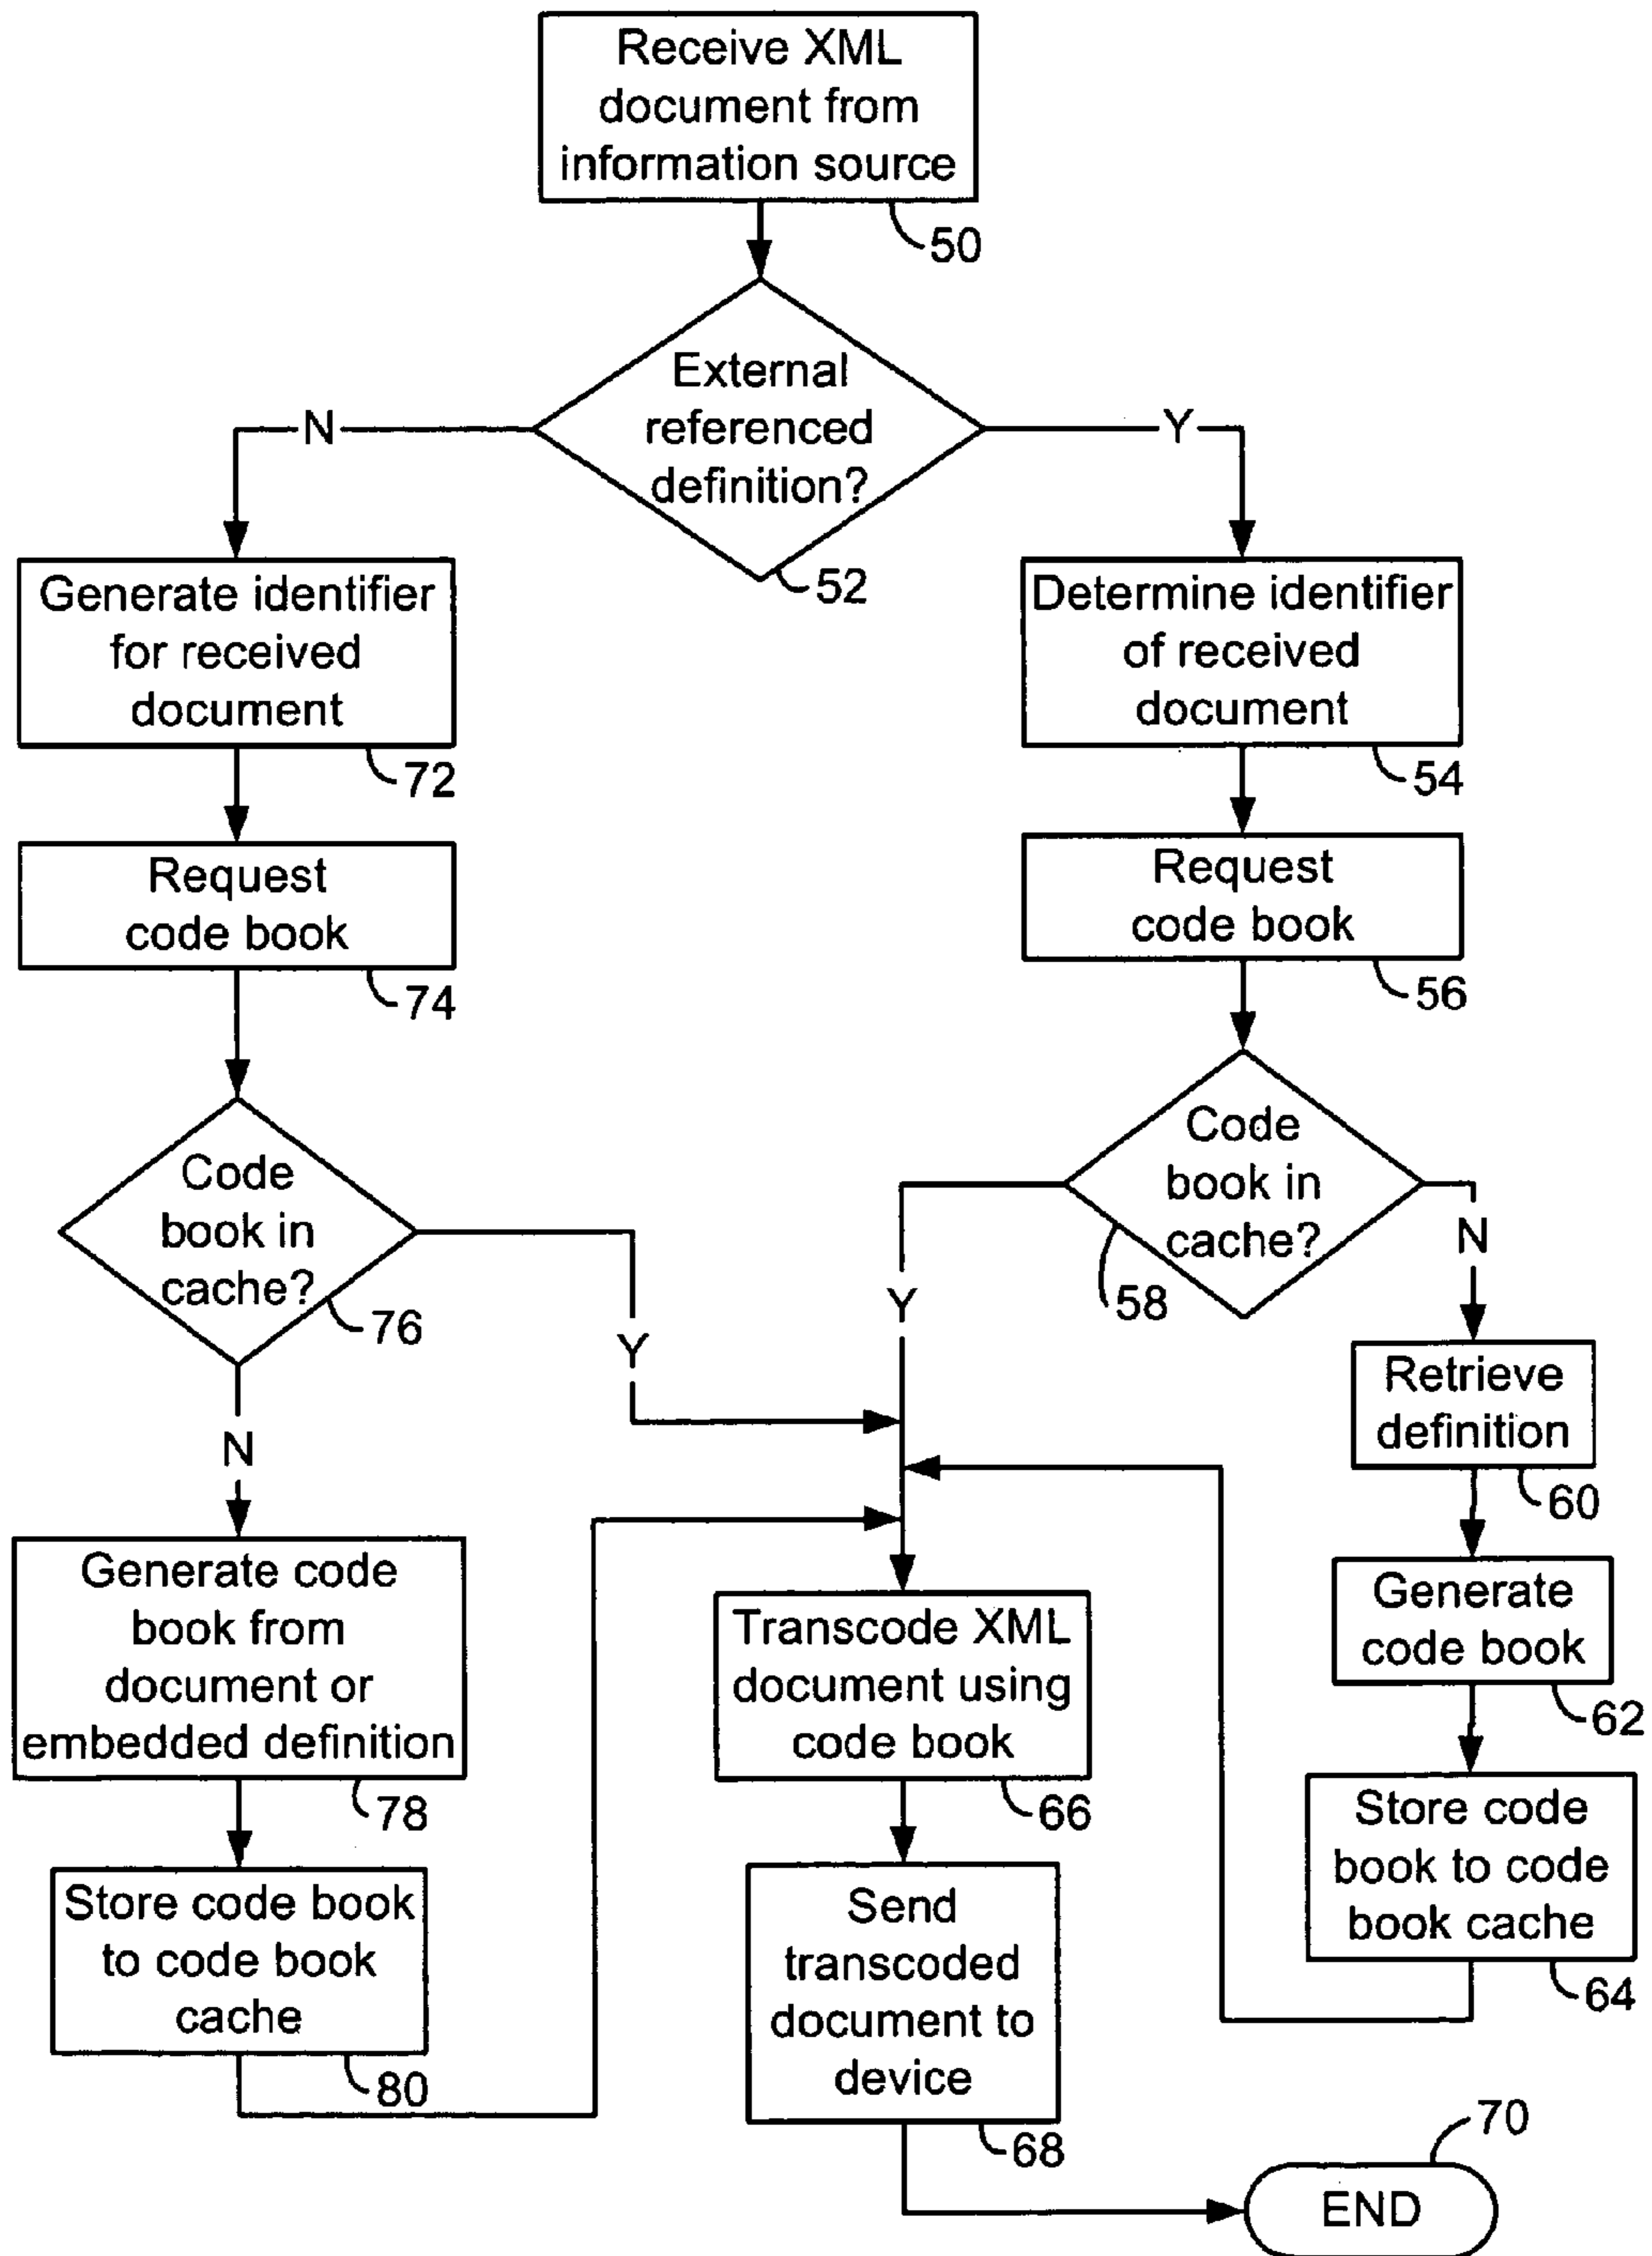 Receive XML
document from
information source
50
External
referenced
definition?
52
N
Y
Generate identifier
for received
document
72
Determine identifier
of received
document
54
Request
code book
74
Request
code book
56
Code
book in
cache?
76
Code
book in
cache?
58
Y
N
Y
N
Retrieve
definition
60
Generate code
book from
document or
embedded definition
78
Transcode XML
document using
code book
66
Generate
code book
62
Store code
book to code
book cache
64
Store code book
to code book
cache
80
Send
transcoded
document to
device
68
70
END